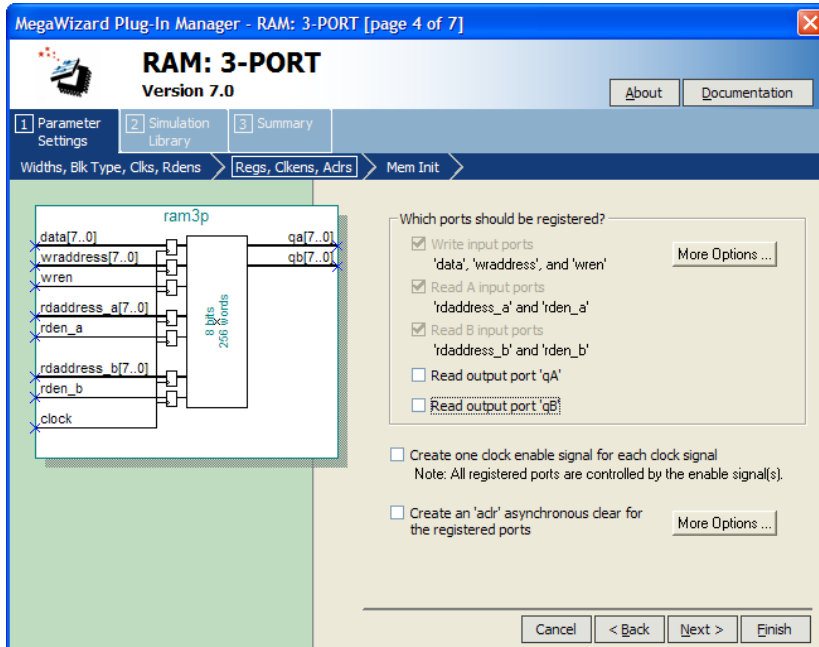 MegaWizard Plug-In Manager - RAM: 3-PORT [page 4 of 7]
RAM: 3-PORT
Version 7.0
About
Documentation
1 Parameter Settings
2 Simulation Library
3 Summary
Widths, Blk Type, Clks, Rdens
Regs, Clkens, Aclrs
Mem Init
ram3p
data[7..0]
qa[7..0]
wraddress[7..0]
qb[7..0]
wren
rdaddress_a[7..0]
rden_a
8 bits
256 words
rdaddress_b[7..0]
rden_b
clock
Which ports should be registered?
Write input ports
'data', 'wraddress', and 'wren'
More Options ...
Read A input ports
'rdaddress_a' and 'rden_a'
Read B input ports
'rdaddress_b' and 'rden_b'
Read output port 'qA'
Read output port 'qB'
Create one clock enable signal for each clock signal
Note: All registered ports are controlled by the enable signal(s).
Create an 'aclr' asynchronous clear for
the registered ports
More Options ...
Cancel
< Back
Next >
Finish